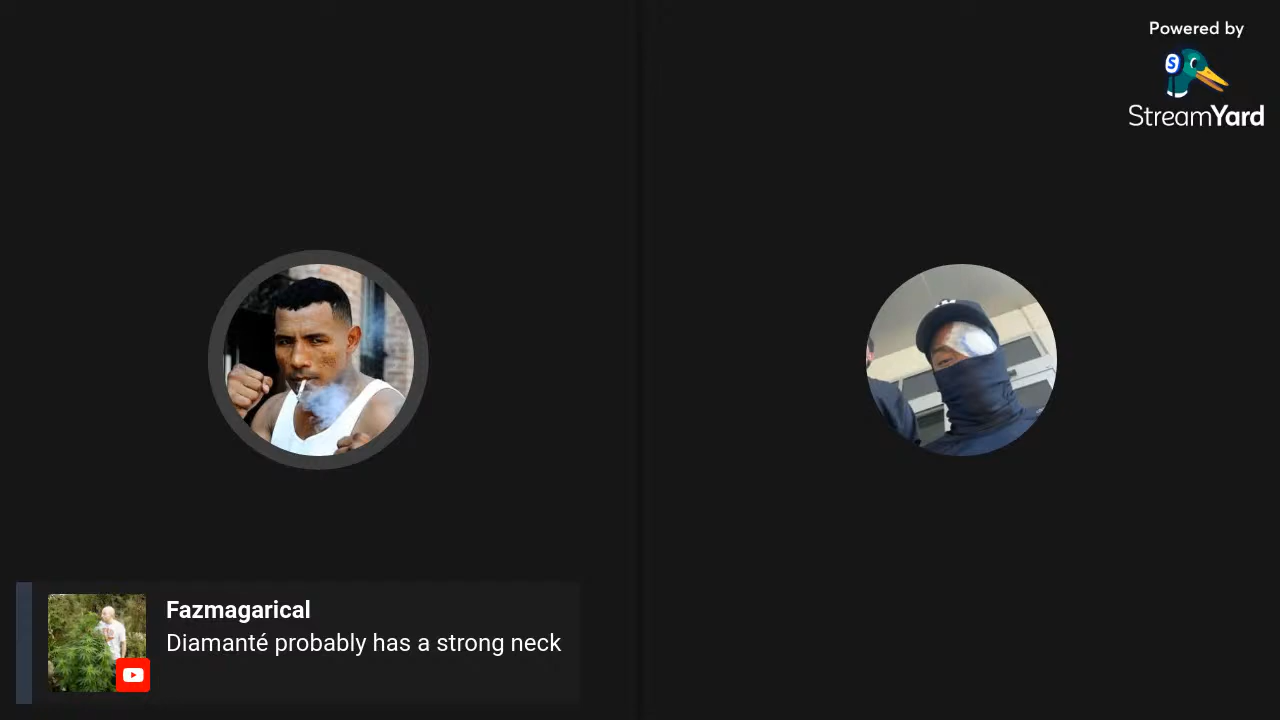 Powered by
S
StreamYard
Fazmagarical
Diamanté probably has a strong neck